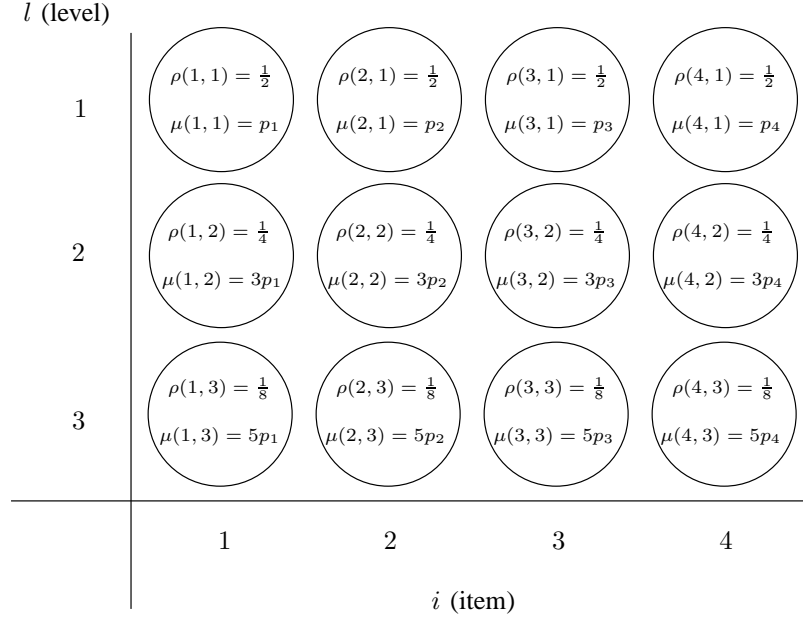 l (level)
ρ(1, 1) = 1/2 ρ(2, 1) = 1/2 ρ(3, 1) = 1/2 ρ(4, 1) = 1/2
1
μ(1, 1) = p₁ μ(2, 1) = p₂ μ(3, 1) = p₃ μ(4, 1) = p₄
ρ(1, 2) = 1/4 ρ(2, 2) = 1/4 ρ(3, 2) = 1/4 ρ(4, 2) = 1/4
2
μ(1, 2) = 3p₁ μ(2, 2) = 3p₂ μ(3, 2) = 3p₃ μ(4, 2) = 3p₄
ρ(1, 3) = 1/8 ρ(2, 3) = 1/8 ρ(3, 3) = 1/8 ρ(4, 3) = 1/8
3
μ(1, 3) = 5p₁ μ(2, 3) = 5p₂ μ(3, 3) = 5p₃ μ(4, 3) = 5p₄
1 2 3 4
i (item)